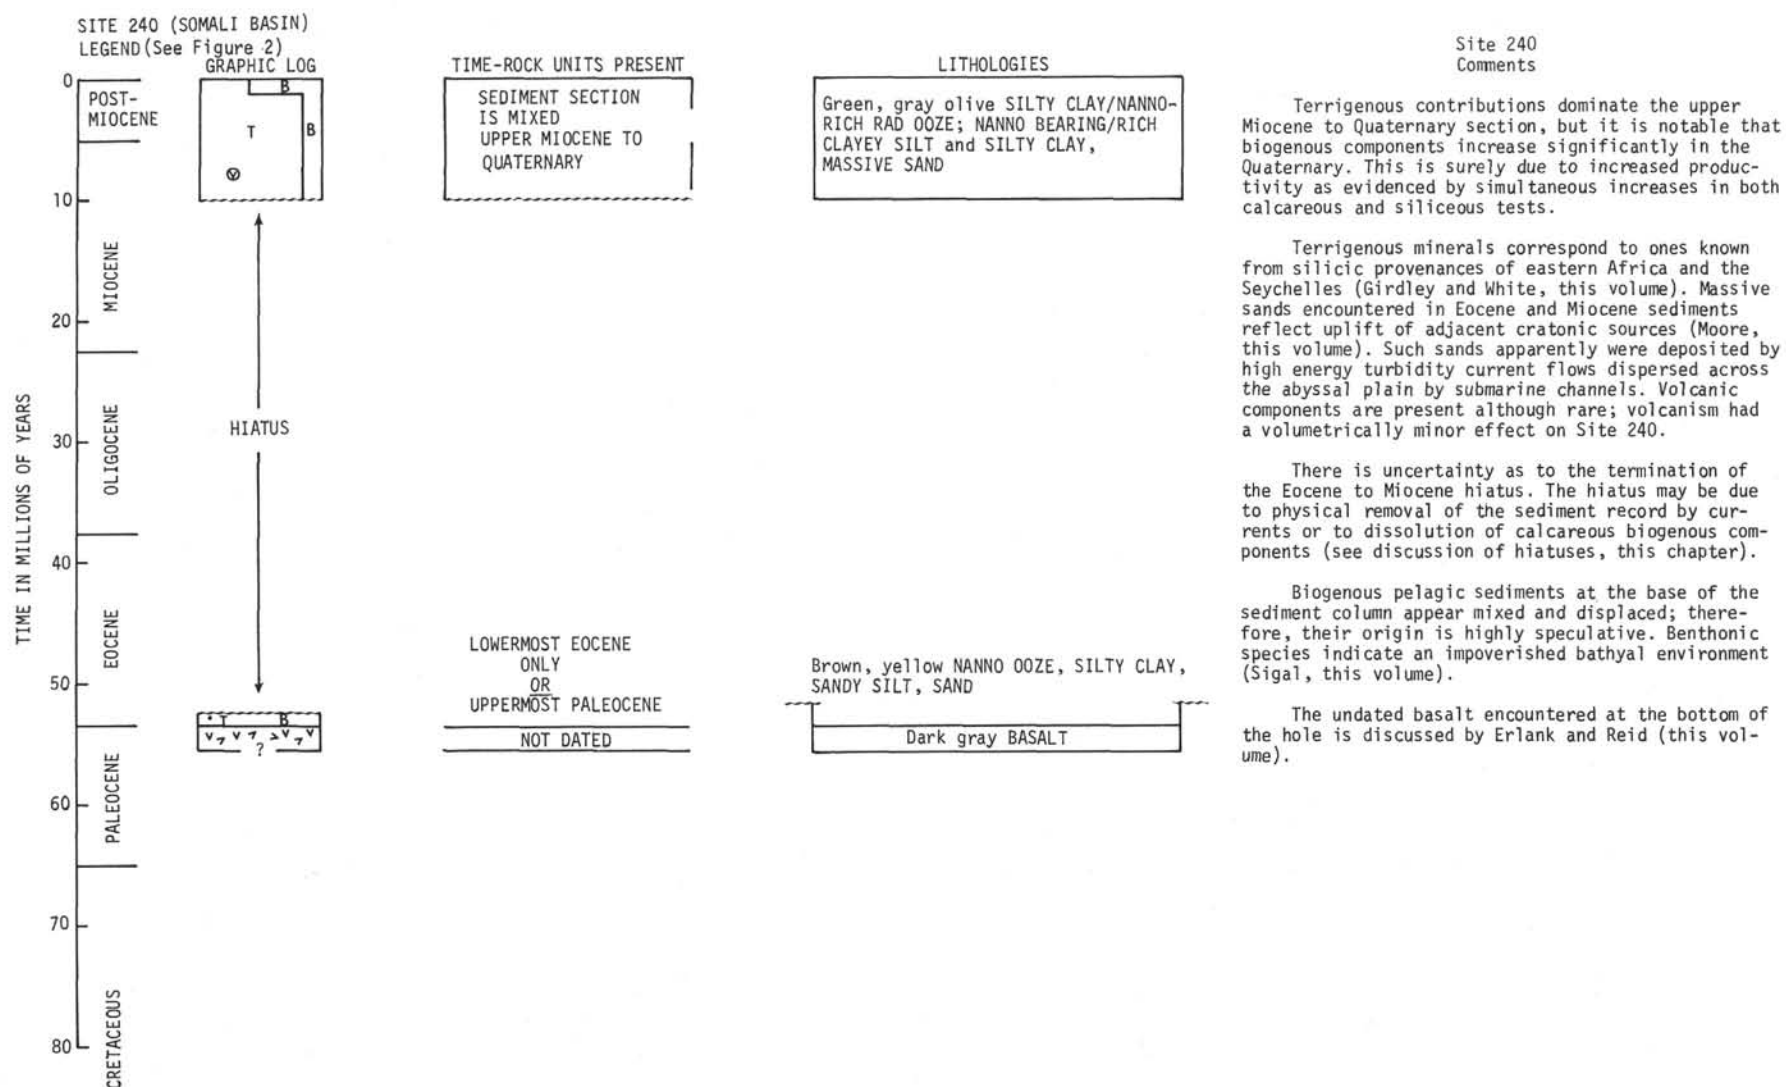 SITE 240 (SOMALI BASIN)
LEGEND(See Figure 2)
GRAPHIC LOG
TIME-ROCK UNITS PRESENT
LITHOLOGIES
TIME IN MILLIONS OF YEARS
0
10
20
30
40
50
60
70
80
POST-
MIOCENE
MIOCENE
OLIGOCENE
EOCENE
PALEOCENE
CRETACEOUS
B
T
B
V
HIATUS
T B
?
SEDIMENT SECTION
IS MIXED
UPPER MIOCENE TO
QUATERNARY
LOWERMOST EOCENE
ONLY
OR
UPPERMOST PALEOCENE
NOT DATED
Green, gray olive SILTY CLAY/NANNO-
RICH RAD OOZE; NANNO BEARING/RICH
CLAYEY SILT and SILTY CLAY,
MASSIVE SAND
Brown, yellow NANNO OOZE, SILTY CLAY,
SANDY SILT, SAND
Dark gray BASALT
Site 240
Comments
Terrigenous contributions dominate the upper
Miocene to Quaternary section, but it is notable that
biogenous components increase significantly in the
Quaternary. This is surely due to increased produc-
tivity as evidenced by simultaneous increases in both
calcareous and siliceous tests.
Terrigenous minerals correspond to ones known
from silicic provenances of eastern Africa and the
Seychelles (Girdley and White, this volume). Massive
sands encountered in Eocene and Miocene sediments
reflect uplift of adjacent cratonic sources (Moore,
this volume). Such sands apparently were deposited by
high energy turbidity current flows dispersed across
the abyssal plain by submarine channels. Volcanic
components are present although rare; volcanism had
a volumetrically minor effect on Site 240.
There is uncertainty as to the termination of
the Eocene to Miocene hiatus. The hiatus may be due
to physical removal of the sediment record by cur-
rents or to dissolution of calcareous biogenous com-
ponents (see discussion of hiatuses, this chapter).
Biogenous pelagic sediments at the base of the
sediment column appear mixed and displaced; there-
fore, their origin is highly speculative. Benthonic
species indicate an impoverished bathyal environment
(Sigal, this volume).
The undated basalt encountered at the bottom of
the hole is discussed by Erlank and Reid (this vol-
ume).